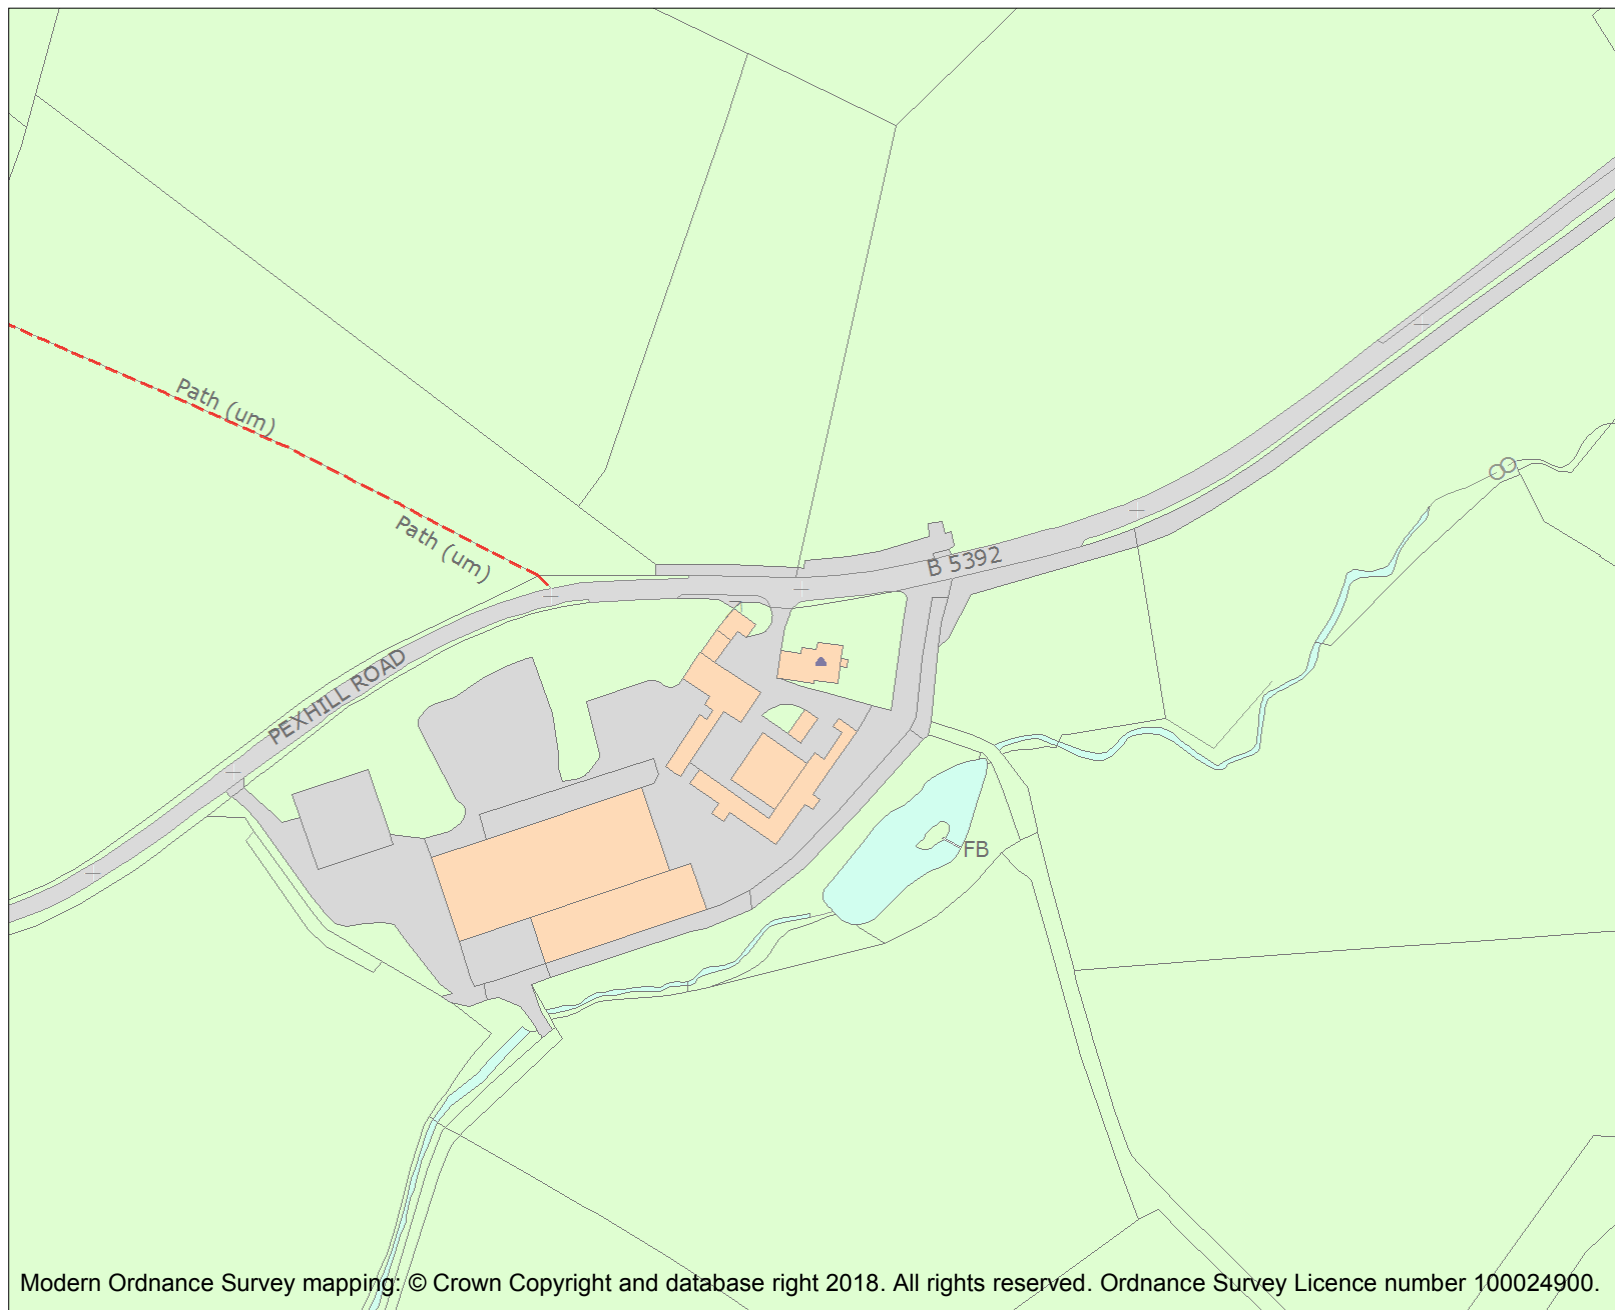 Path (um)
Path (um)
B 5392
PEXHILL ROAD
FB
Modern Ordnance Survey mapping: © Crown Copyright and database right 2018. All rights reserved. Ordnance Survey Licence number 100024900.